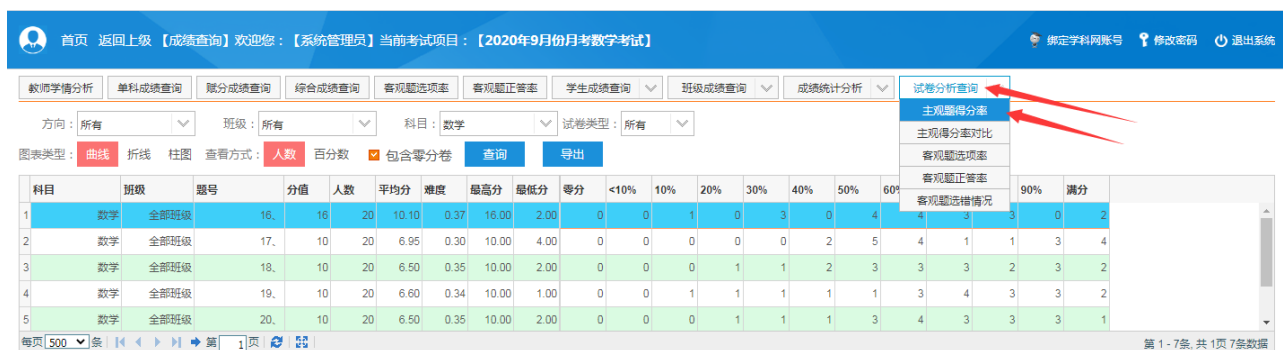 首页 返回上级 【成绩查询】欢迎您：【系统管理员】当前考试项目：【2020年9月份月考数学考试】 绑定学科网账号 修改密码 退出系统
教师学情分析 单科成绩查询 赋分成绩查询 综合成绩查询 客观题选项率 客观题正答率 学生成绩查询 班级成绩查询 成绩统计分析 试卷分析查询
主观题得分率
主观得分率对比
客观题选项率
客观题正答率
客观题选错情况
方向：所有 班级：所有 科目：数学 试卷类型：所有
图表类型： 曲线 折线 柱图 查看方式： 人数 百分数 包含零分卷 查询 导出
科目 班级 题号 分值 人数 平均分 难度 最高分 最低分 零分 <10% 10% 20% 30% 40% 50% 60% 90% 满分
1 数学 全部班级 16、 16 20 10.10 0.37 16.00 2.00 0 0 1 0 3 0 4 4 3 3 0 2
2 数学 全部班级 17、 10 20 6.95 0.30 10.00 4.00 0 0 0 0 0 2 5 4 1 1 3 4
3 数学 全部班级 18、 10 20 6.50 0.35 10.00 2.00 0 0 0 1 1 2 3 3 3 2 3 2
4 数学 全部班级 19、 10 20 6.60 0.34 10.00 1.00 0 0 1 1 1 1 1 3 4 3 3 2
5 数学 全部班级 20、 10 20 6.50 0.35 10.00 2.00 0 0 0 1 1 1 3 4 3 3 3 1
每页 500 条 第 1 页 第 1 - 7条, 共 1页 7条数据